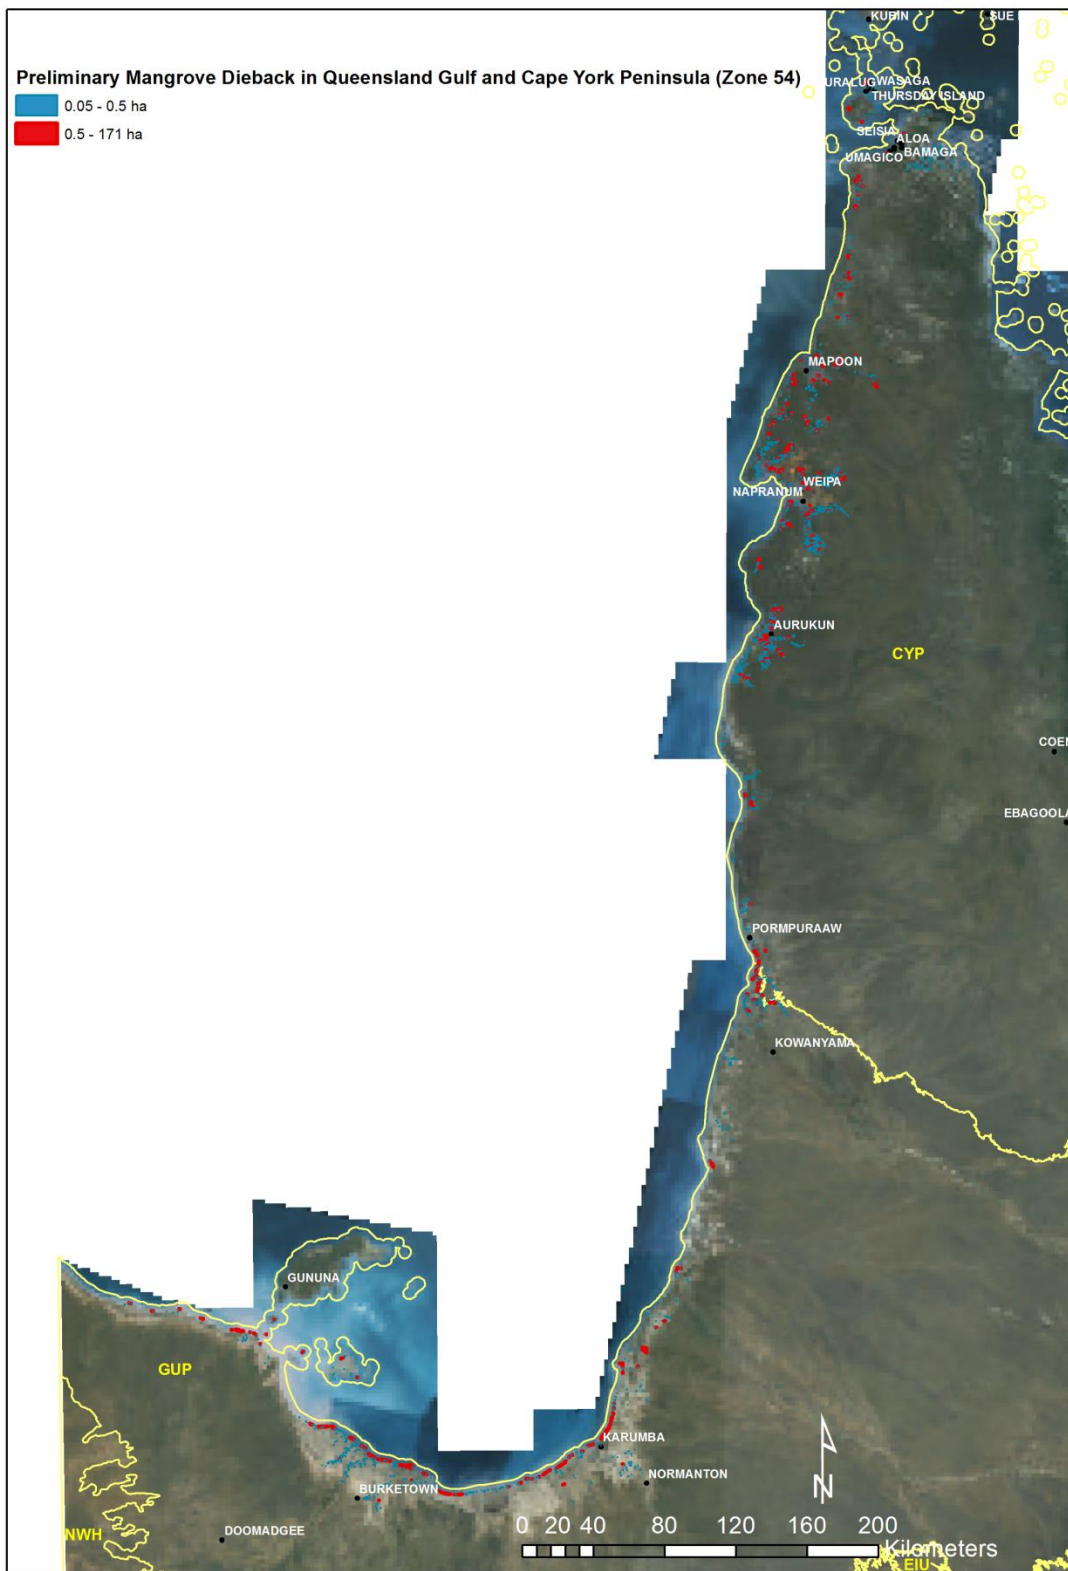 KUBIN
SUE I
Preliminary Mangrove Dieback in Queensland Gulf and Cape York Peninsula (Zone 54)
0.05 - 0.5 ha
0.5 - 171 ha
URALUG
WASAGA
THURSDAY ISLAND
SEISIA
ALOA
UMAGICO
BAMAGA
MAPOON
WEIPA
NAPRANUM
AURUKUN
CYP
COEN
EBAGOOLA
PORMPURAAW
KOWANYAMA
GUNUNA
GUP
KARUMBA
NORMANTON
BURKETOWN
DOOMADGEE
NWH
N
0 20 40 80 120 160 200
Kilometers
EIU